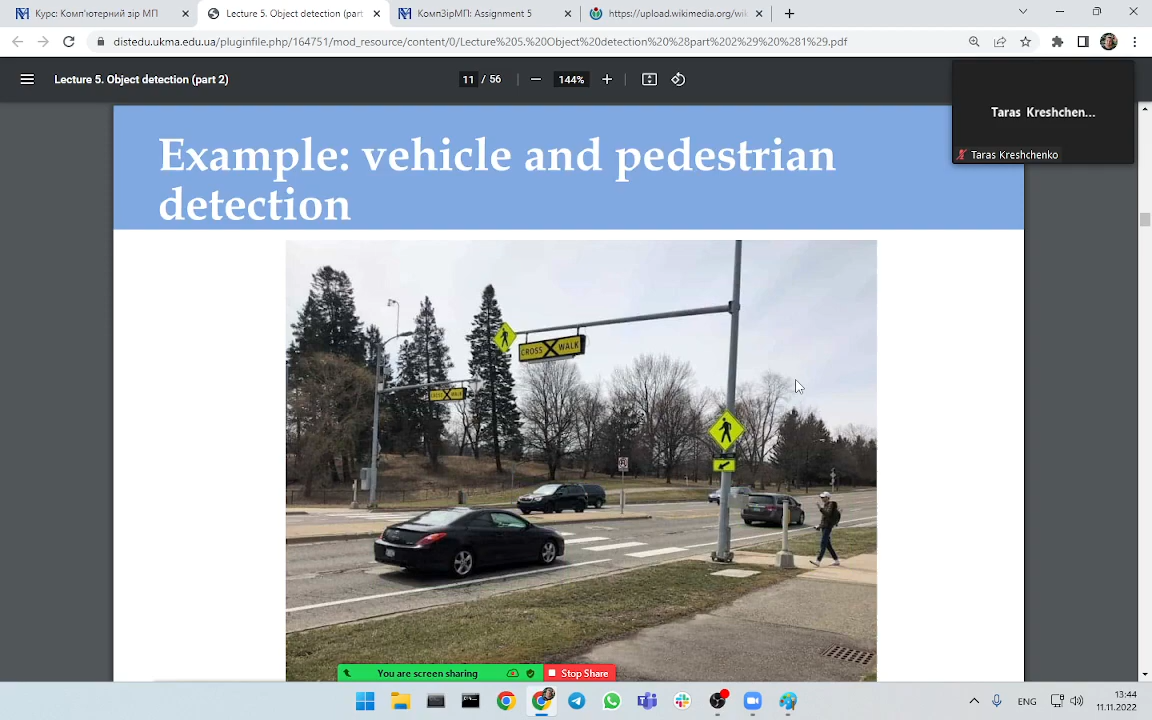 Курс: Комп'ютерний зір МП
Lecture 5. Object detection (part
КомпЗірМП: Assignment 5
https://upload.wikimedia.org/wik
distedu.ukma.edu.ua/pluginfile.php/164751/mod_resource/content/0/Lecture%205.%20Object%20detection%20%28part%202%29%20%281%29.pdf
Lecture 5. Object detection (part 2)
11 / 56
144%
Taras Kreshchen...
Taras Kreshchenko
Example: vehicle and pedestrian
detection
CROSS WALK
CROSS WALK
You are screen sharing
Stop Share
ENG
13:44
11.11.2022